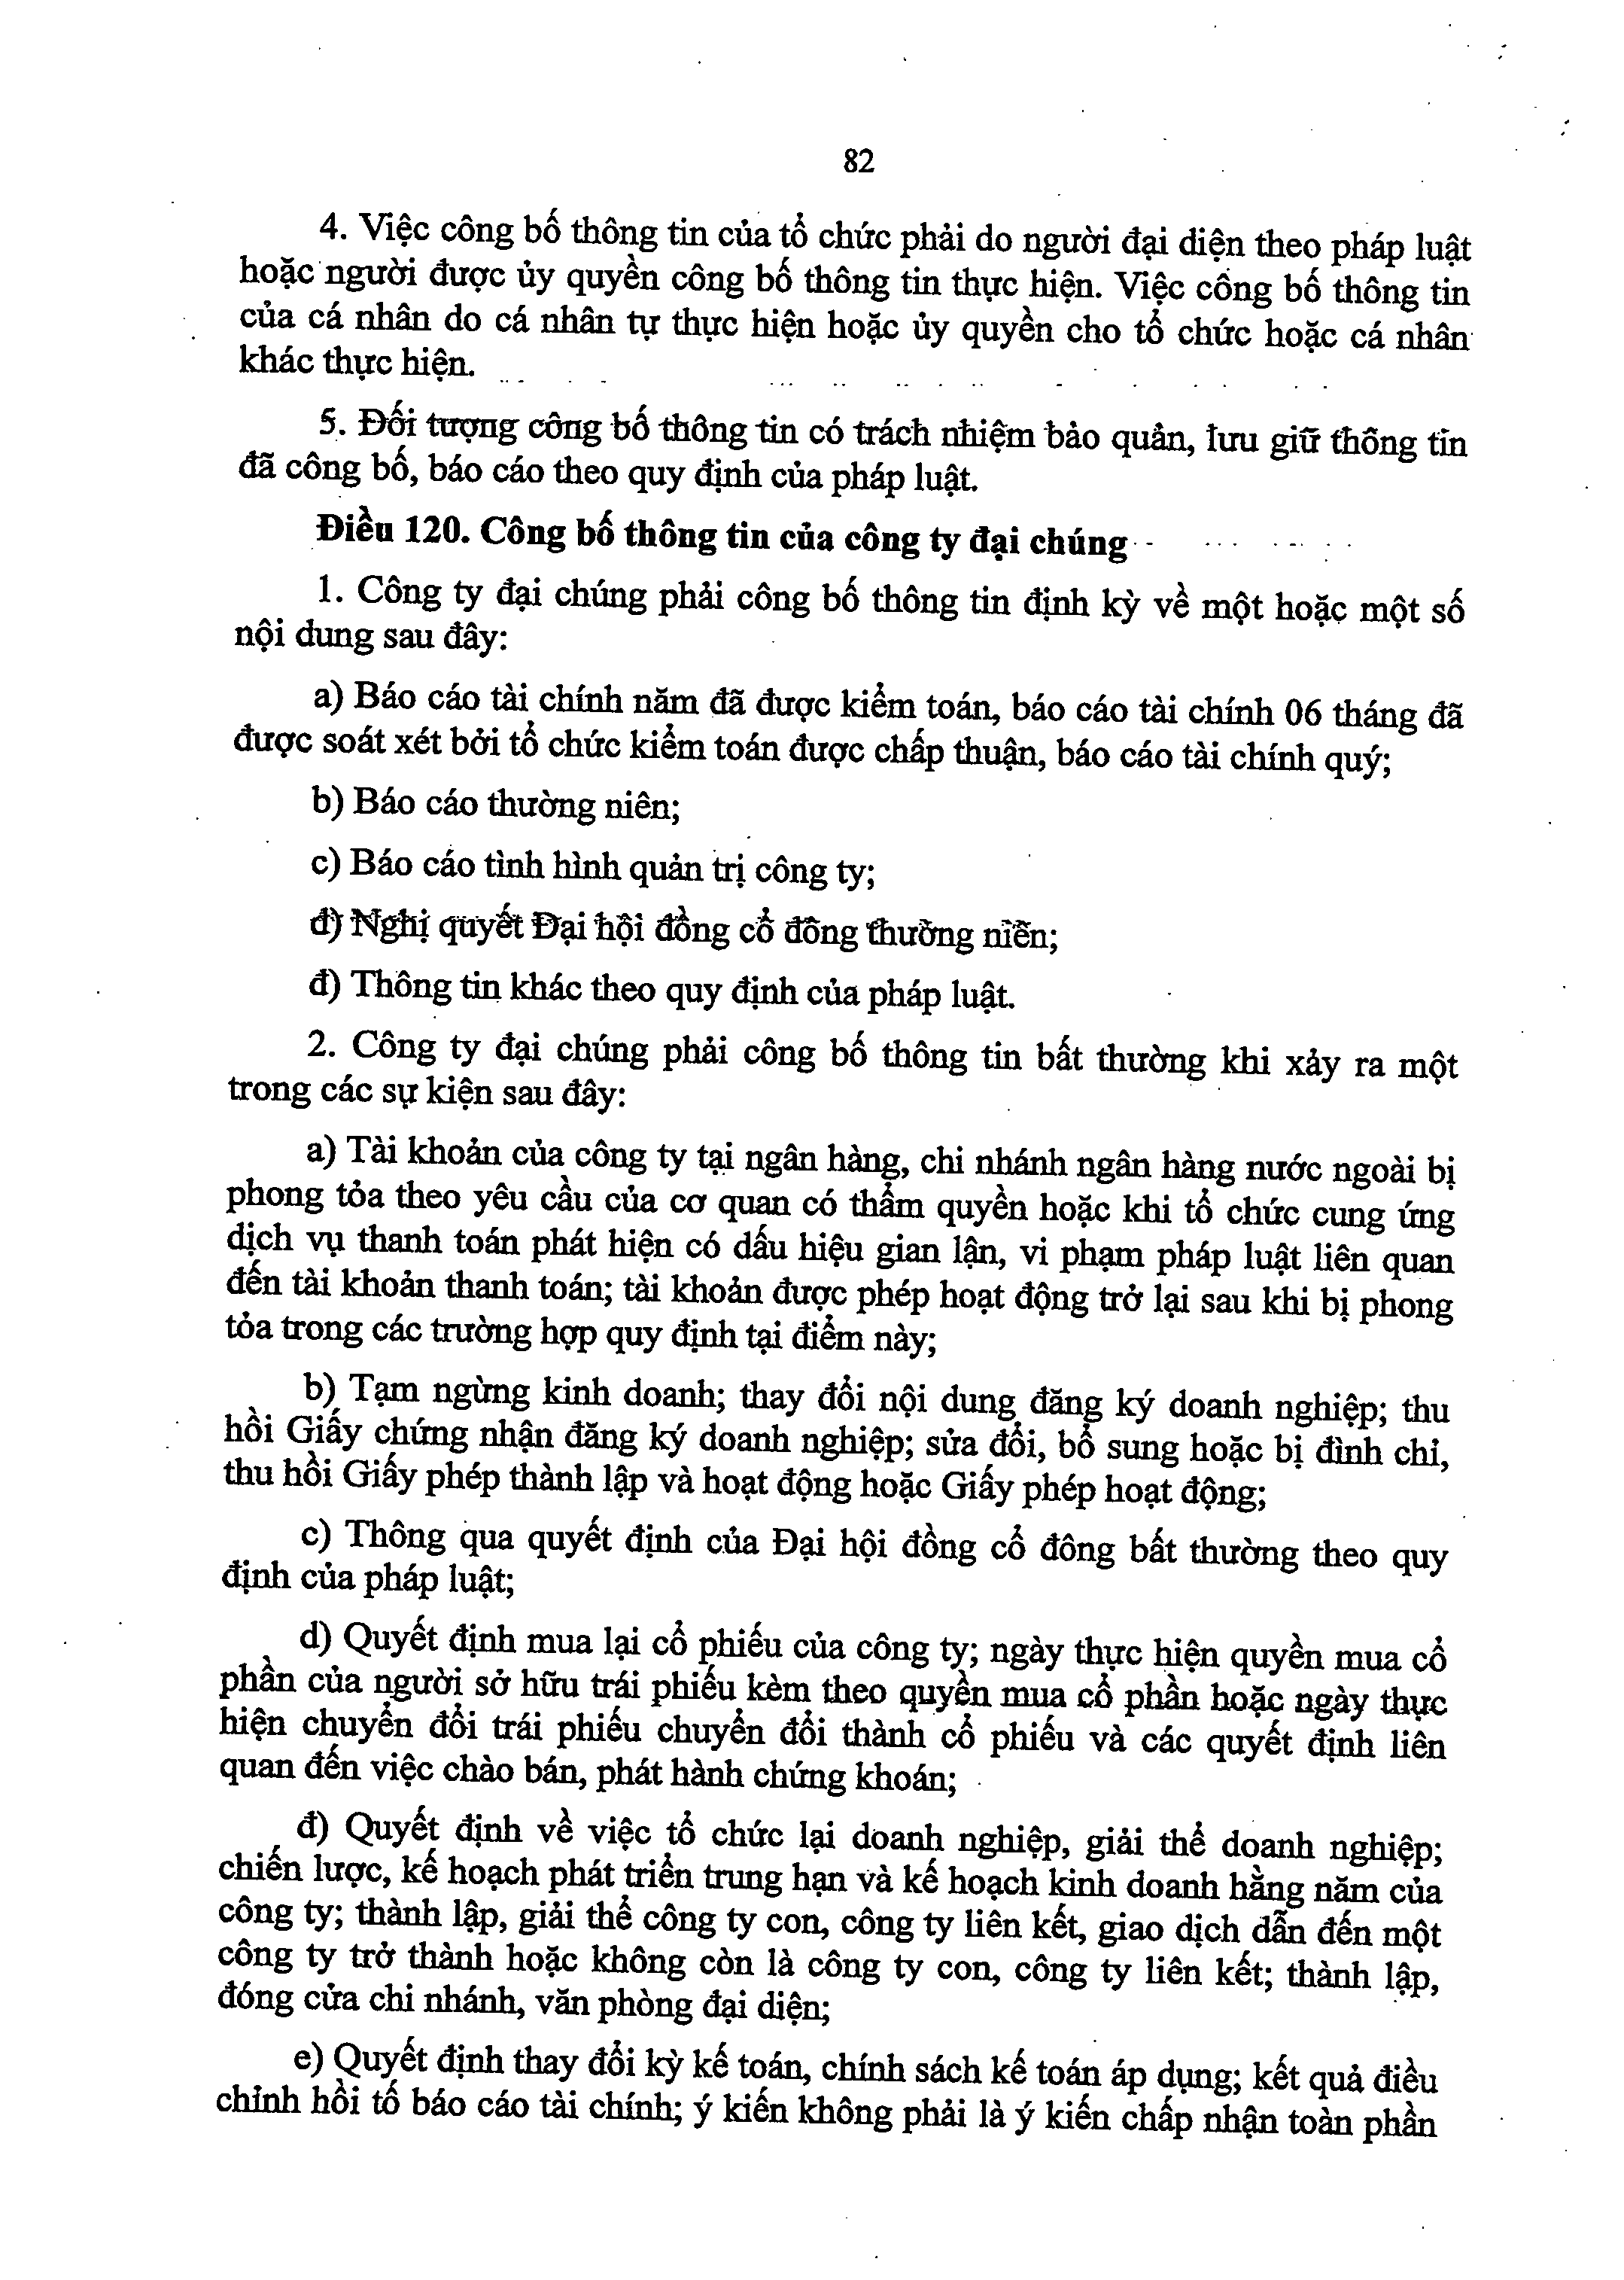 82
4. Việc công bố thông tin của tổ chức phải do người đại diện theo pháp luật
hoặc người được ủy quyền công bố thông tin thực hiện. Việc công bố thông tin
của cá nhân do cá nhân tự thực hiện hoặc ủy quyền cho tổ chức hoặc cá nhân
khác thực hiện.
5. Đối tượng công bố thông tin có trách nhiệm bảo quản, lưu giữ thông tin
đã công bố, báo cáo theo quy định của pháp luật.
Điều 120. Công bố thông tin của công ty đại chúng
1. Công ty đại chúng phải công bố thông tin định kỳ về một hoặc một số
nội dung sau đây:
a) Báo cáo tài chính năm đã được kiểm toán, báo cáo tài chính 06 tháng đã
được soát xét bởi tổ chức kiểm toán được chấp thuận, báo cáo tài chính quý;
b) Báo cáo thường niên;
c) Báo cáo tình hình quản trị công ty;
d) Nghị quyết Đại hội đồng cổ đông thường niên;
đ) Thông tin khác theo quy định của pháp luật.
2. Công ty đại chúng phải công bố thông tin bất thường khi xảy ra một
trong các sự kiện sau đây:
a) Tài khoản của công ty tại ngân hàng, chi nhánh ngân hàng nước ngoài bị
phong tỏa theo yêu cầu của cơ quan có thẩm quyền hoặc khi tổ chức cung ứng
dịch vụ thanh toán phát hiện có dấu hiệu gian lận, vi phạm pháp luật liên quan
đến tài khoản thanh toán; tài khoản được phép hoạt động trở lại sau khi bị phong
tỏa trong các trường hợp quy định tại điểm này;
b) Tạm ngừng kinh doanh; thay đổi nội dung đăng ký doanh nghiệp; thu
hồi Giấy chứng nhận đăng ký doanh nghiệp; sửa đổi, bổ sung hoặc bị đình chỉ,
thu hồi Giấy phép thành lập và hoạt động hoặc Giấy phép hoạt động;
c) Thông qua quyết định của Đại hội đồng cổ đông bất thường theo quy
định của pháp luật;
d) Quyết định mua lại cổ phiếu của công ty; ngày thực hiện quyền mua cổ
phần của người sở hữu trái phiếu kèm theo quyền mua cổ phần hoặc ngày thực
hiện chuyển đổi trái phiếu chuyển đổi thành cổ phiếu và các quyết định liên
quan đến việc chào bán, phát hành chứng khoán;
đ) Quyết định về việc tổ chức lại doanh nghiệp, giải thể doanh nghiệp;
chiến lược, kế hoạch phát triển trung hạn và kế hoạch kinh doanh hằng năm của
công ty; thành lập, giải thể công ty con, công ty liên kết, giao dịch dẫn đến một
công ty trở thành hoặc không còn là công ty con, công ty liên kết; thành lập,
đóng cửa chi nhánh, văn phòng đại diện;
e) Quyết định thay đổi kỳ kế toán, chính sách kế toán áp dụng; kết quả điều
chỉnh hồi tố báo cáo tài chính; ý kiến không phải là ý kiến chấp nhận toàn phần